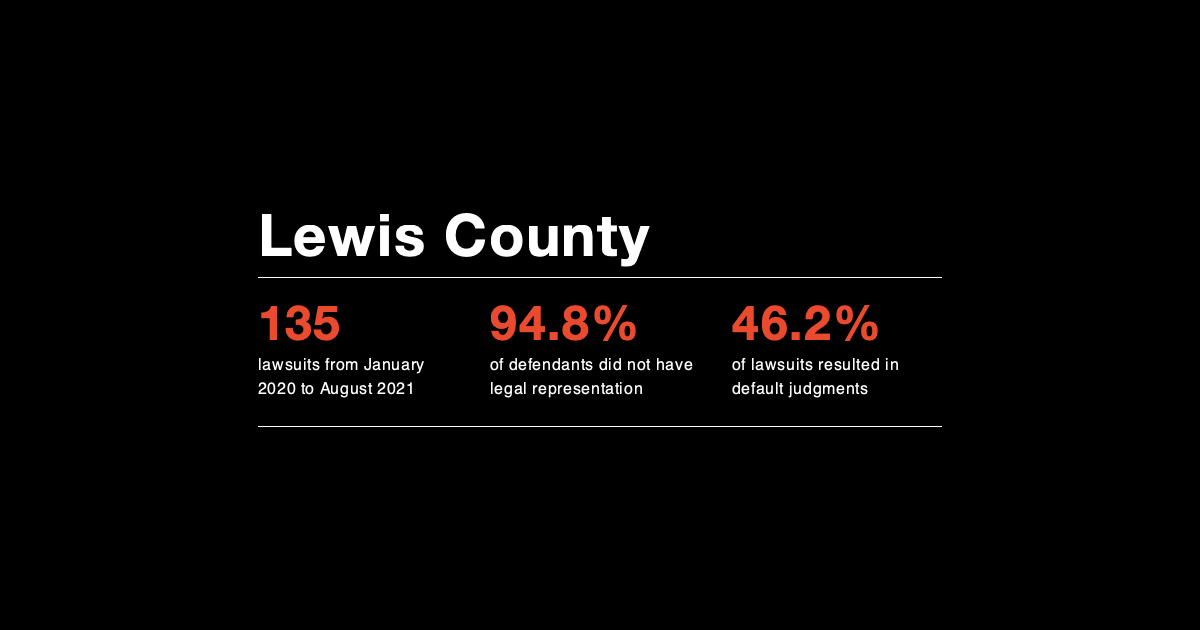 Lewis County
135
lawsuits from January
2020 to August 2021
94.8%
of defendants did not have
legal representation
46.2%
of lawsuits resulted in
default judgments